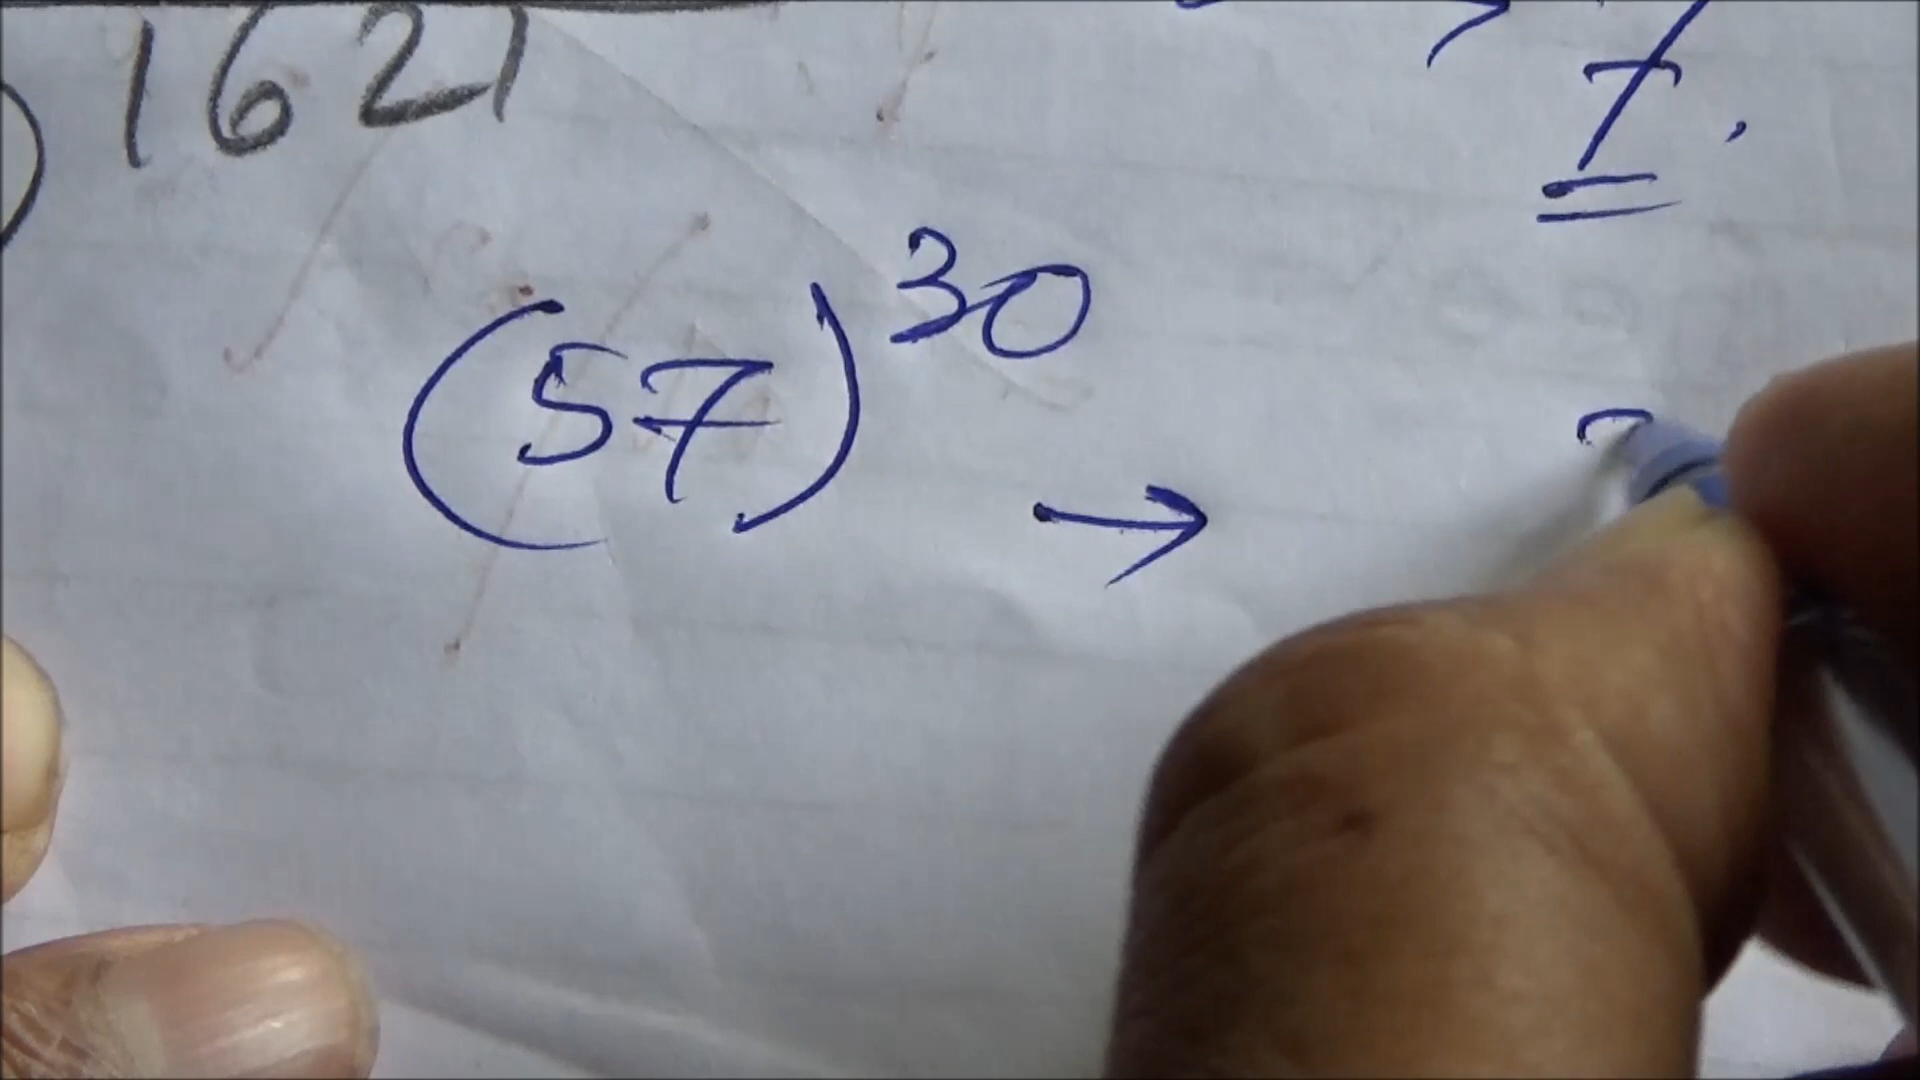 1621
→ 7.
(57)^30 →